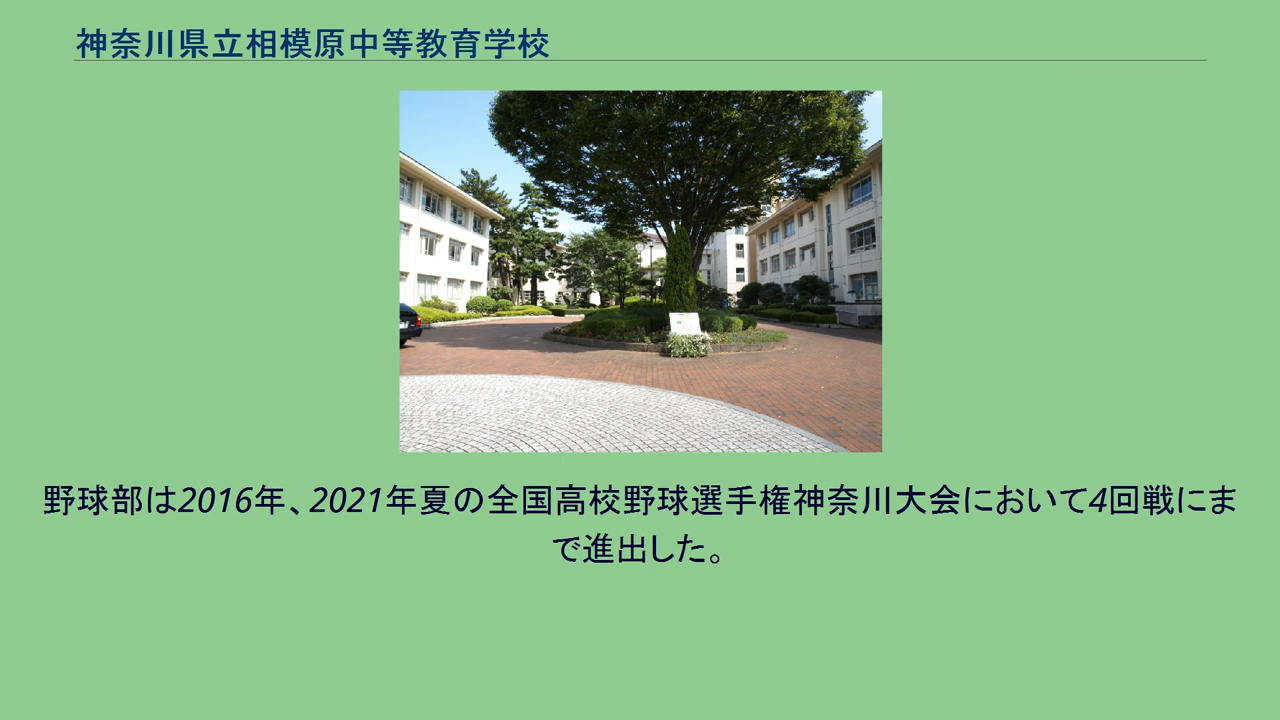 神奈川県立相模原中等教育学校
野球部は2016年、2021年夏の全国高校野球選手権神奈川大会において4回戦にま
で進出した。